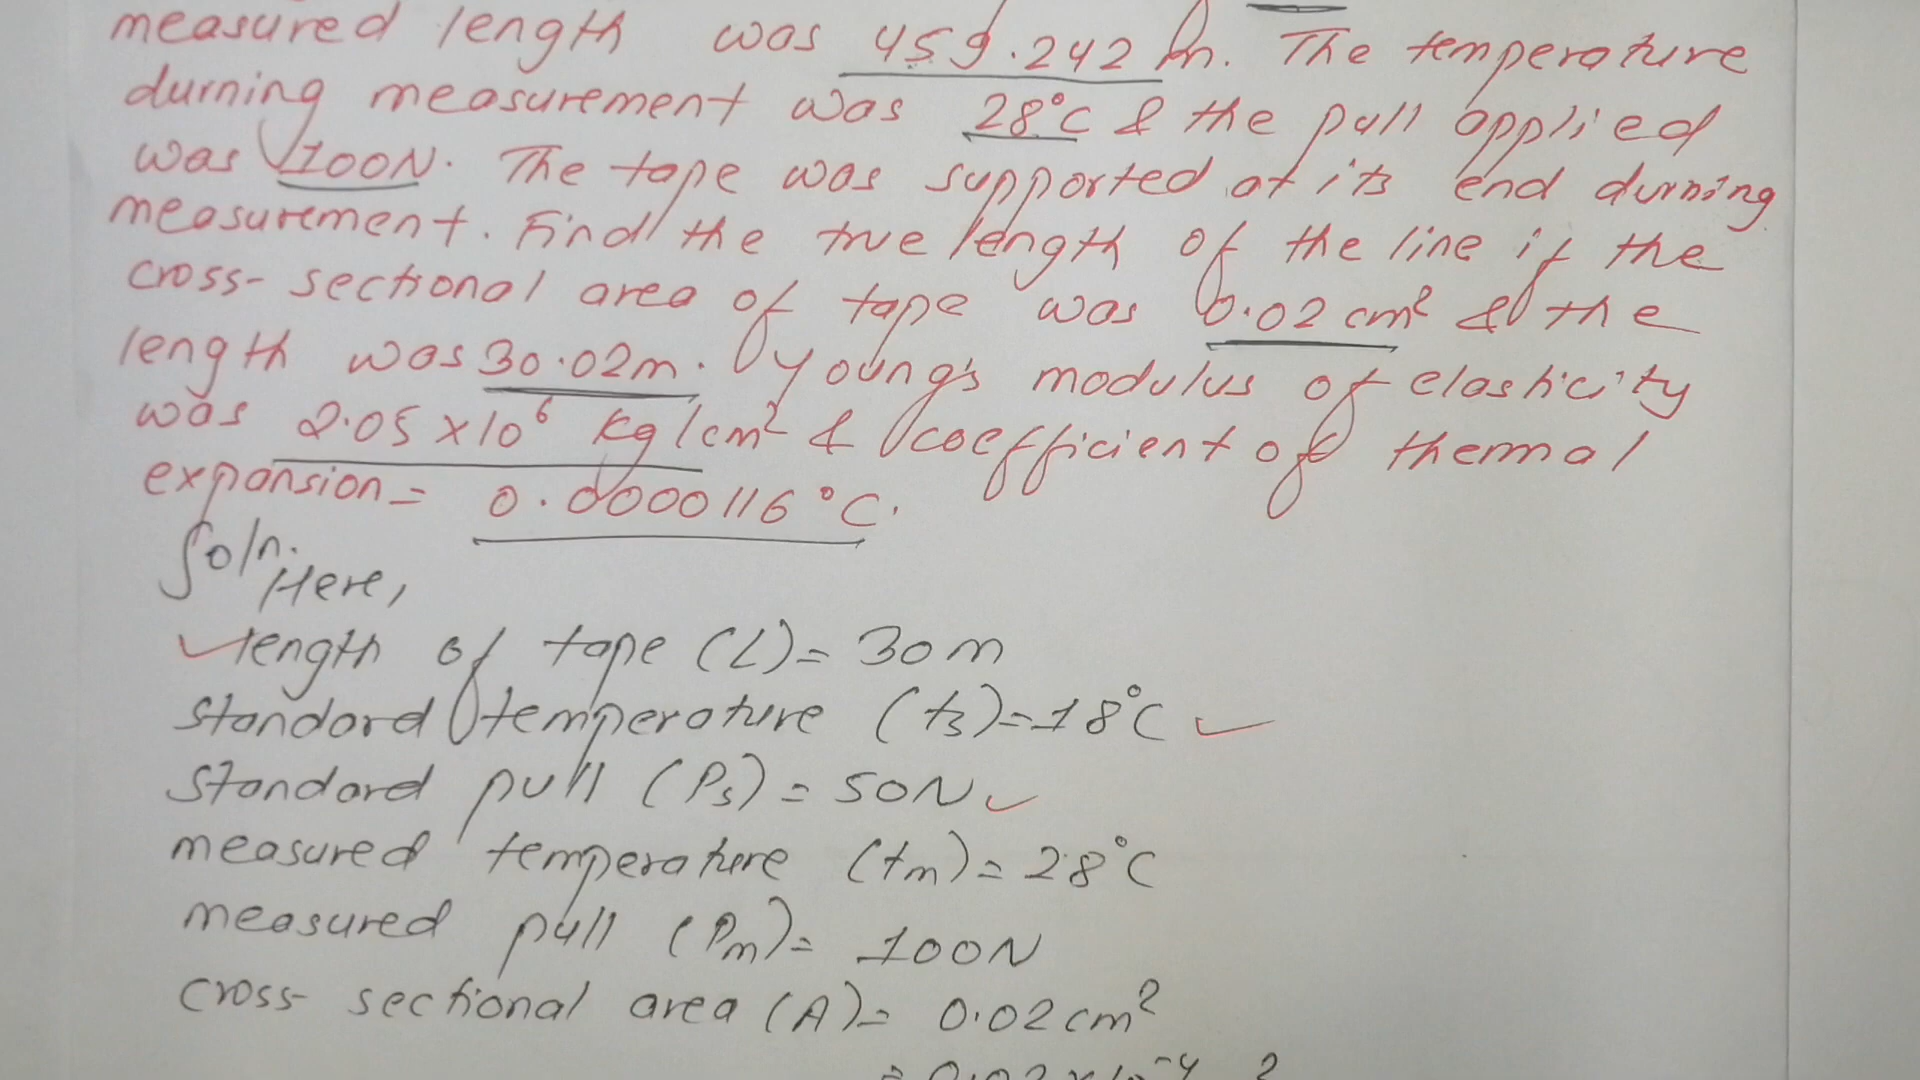 measured length was 459.242 m. The temperature
durning measurement was 28°C & the pull applied
was 100N. The tape was supported at its end durning
measurement. Find the true length of the line if the
cross-sectional area of tape was 0.02 cm² & the
length was 30.02m. Young's modulus of elasticity
was 2.05 x 10⁶ kg/cm² & coefficient of thermal
expansion = 0.0000116°C.
Soln.
Here,
length of tape (L) = 30m
Standard temperature (ts) = 18°C
Standard pull (Ps) = 50N
measured temperature (tm) = 28°C
measured pull (Pm) = 100N
cross sectional area (A) = 0.02 cm²